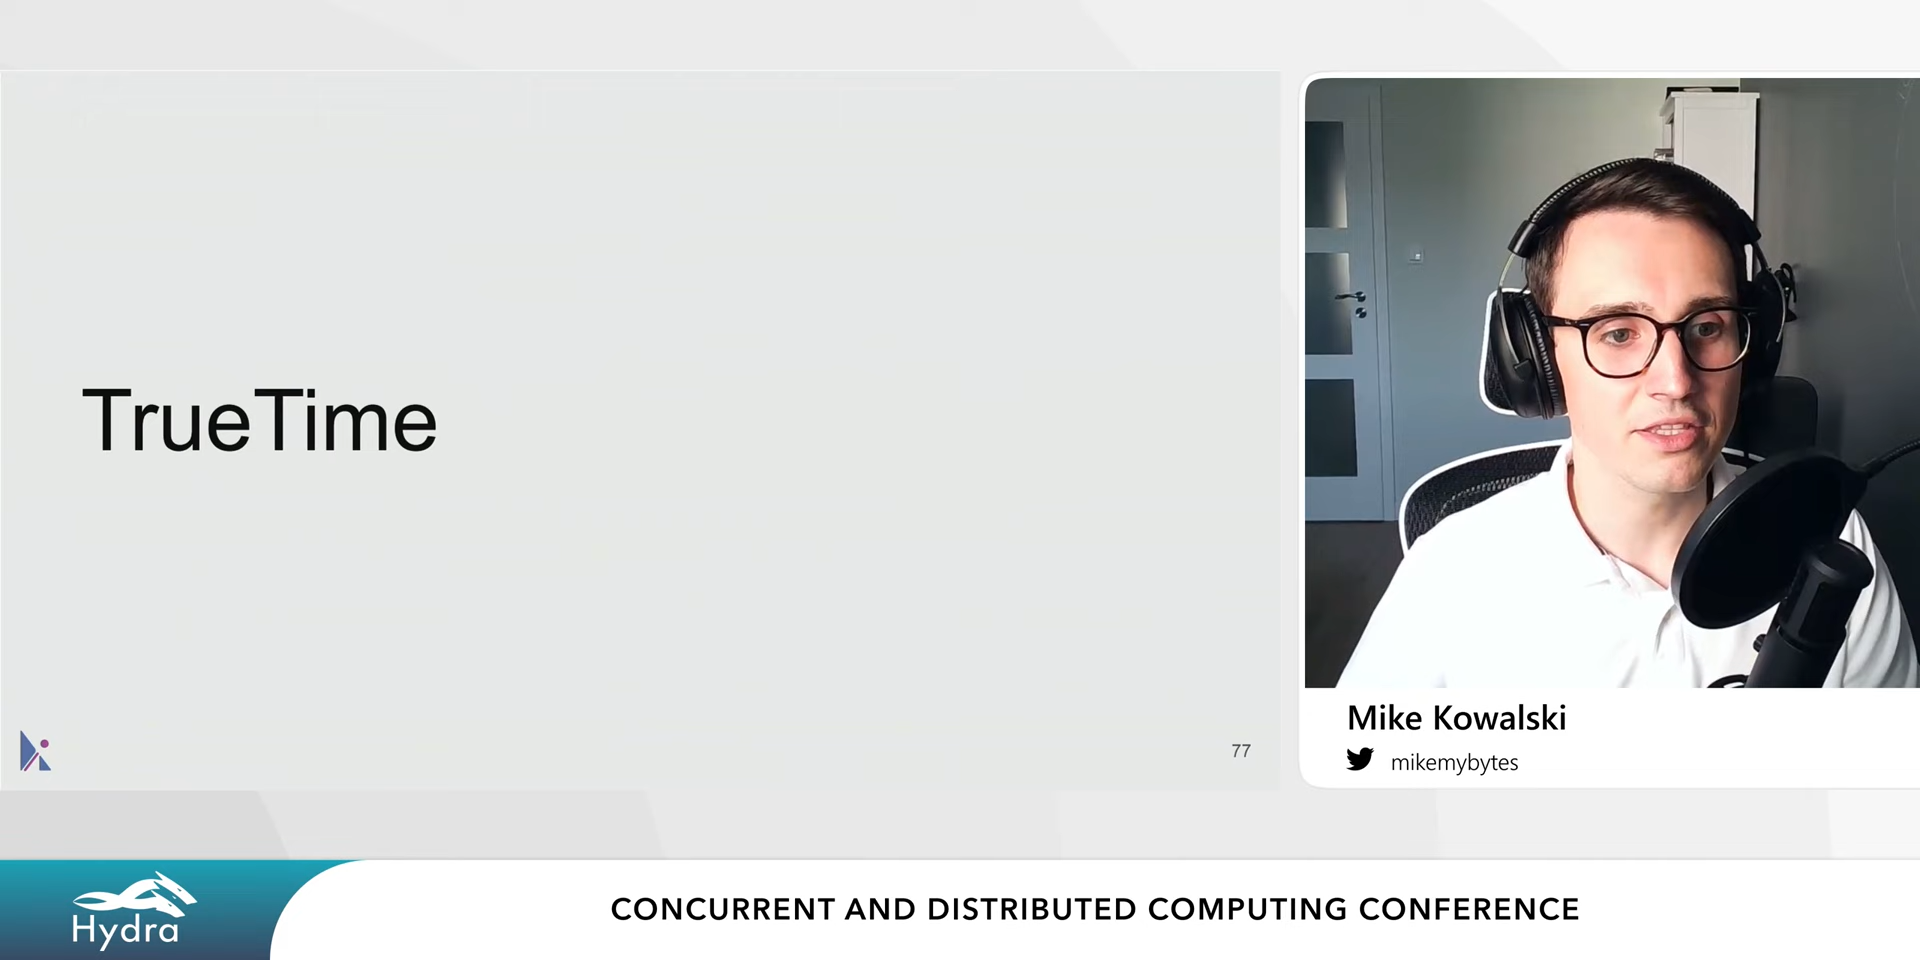 TrueTime
77
Mike Kowalski
mikemybytes
Hydra
CONCURRENT AND DISTRIBUTED COMPUTING CONFERENCE